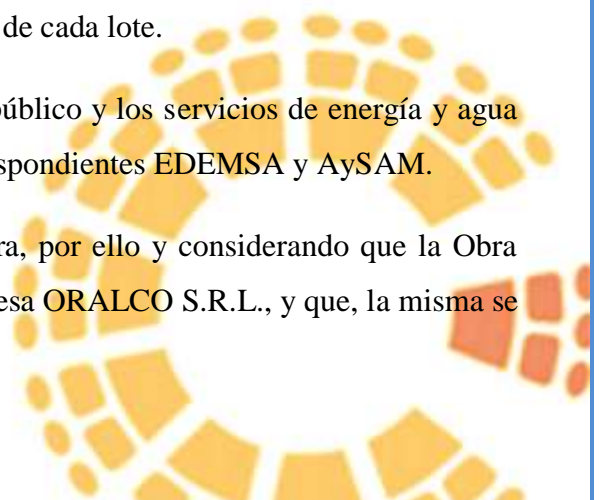 de cada lote.
público y los servicios de energía y agua
spondientes EDEMSA y AySAM.
ra, por ello y considerando que la Obra
esa ORALCO S.R.L., y que, la misma se